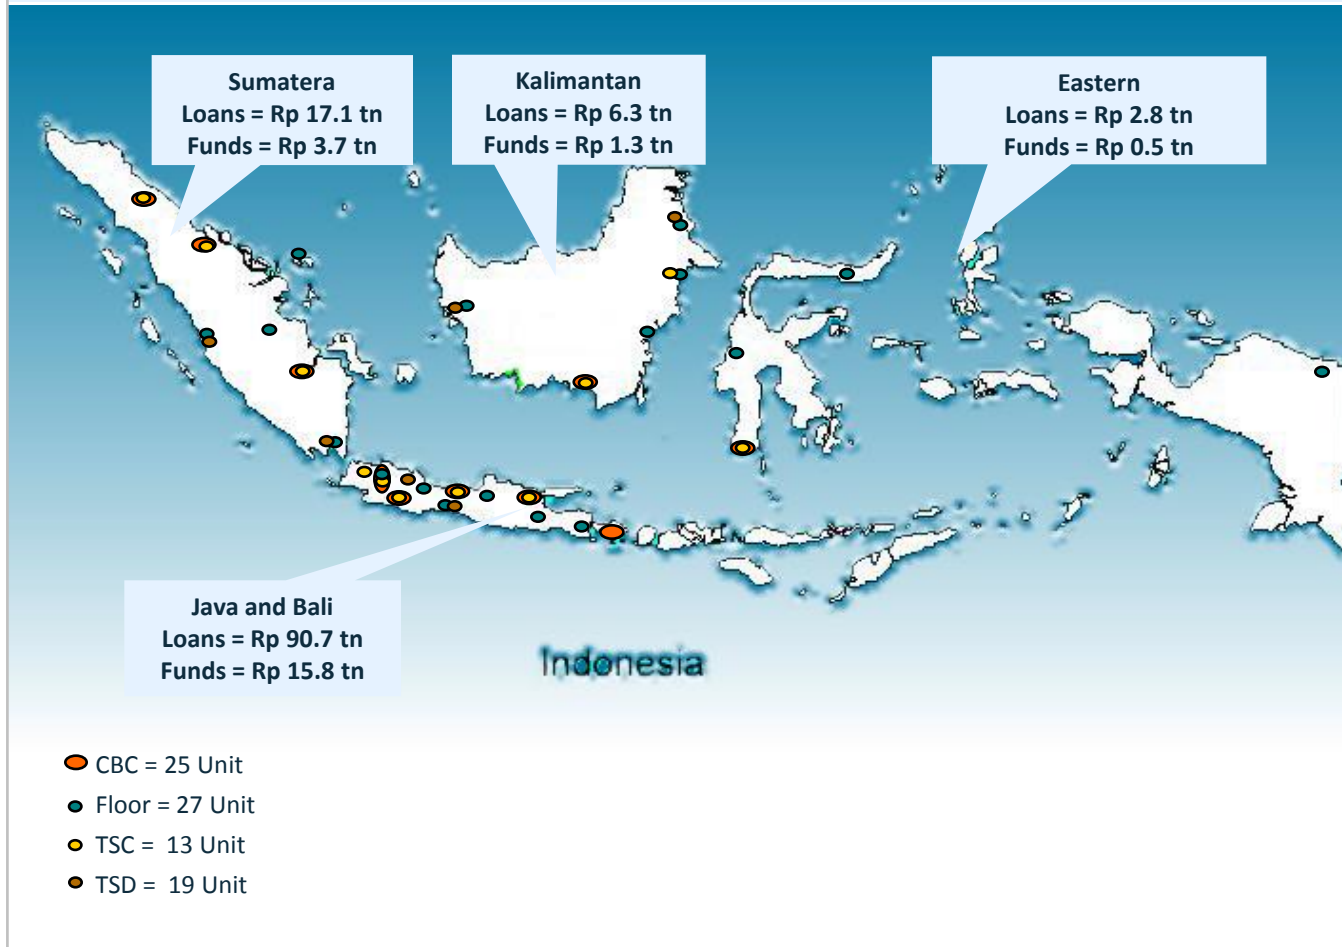 Sumatera
Loans = Rp 17.1 tn
Funds = Rp 3.7 tn
Kalimantan
Loans = Rp 6.3 tn
Funds = Rp 1.3 tn
Eastern
Loans = Rp 2.8 tn
Funds = Rp 0.5 tn
Java and Bali
Loans = Rp 90.7 tn
Funds = Rp 15.8 tn
Indonesia
CBC = 25 Unit
Floor = 27 Unit
TSC = 13 Unit
TSD = 19 Unit